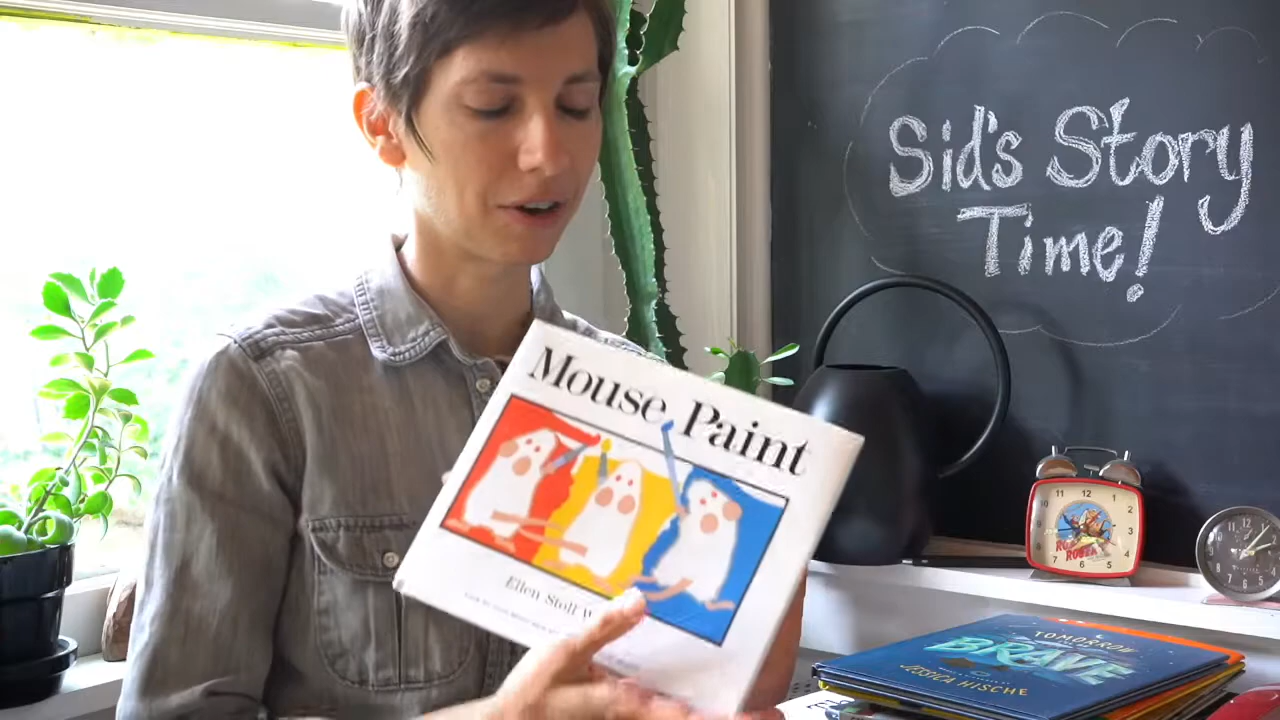 Sid's Story
Time!
Mouse Paint
Ellen Stoll W
TOMORROW
BRAVE
JESSICA HISCHE